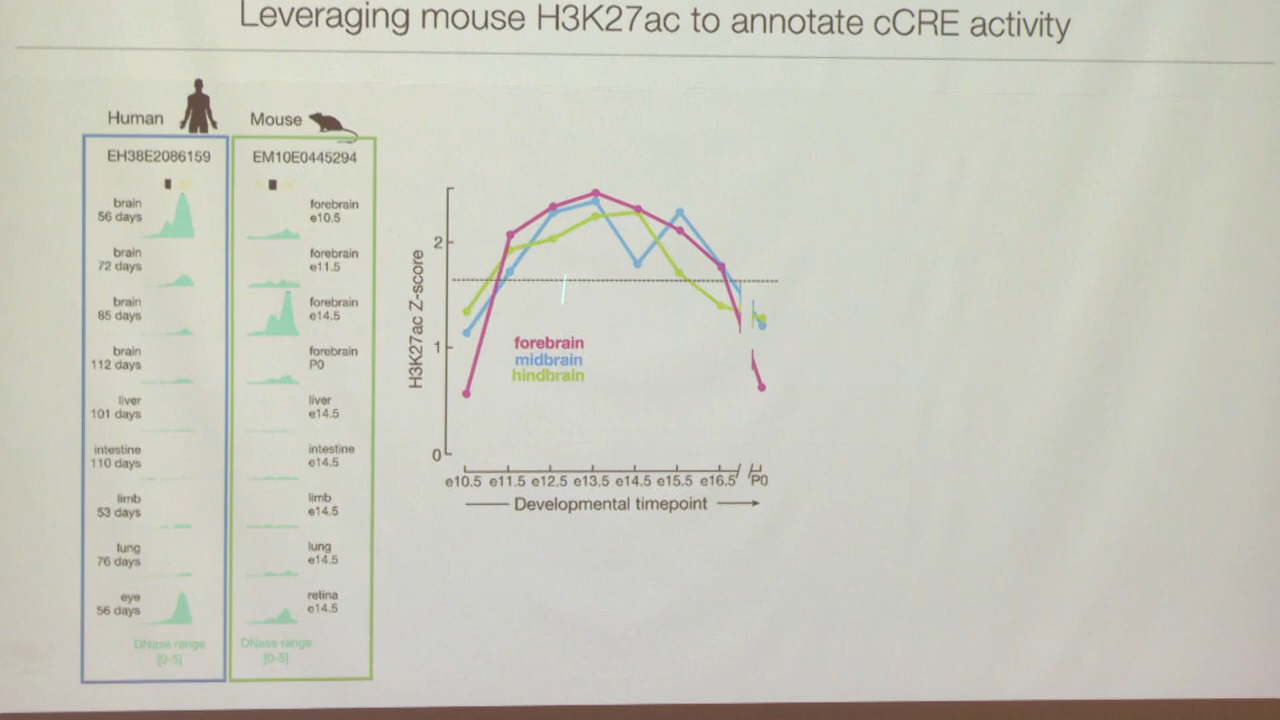 Leveraging mouse H3K27ac to annotate cCRE activity
Human
Mouse
EH38E2086159
EM10E0445294
brain
56 days
forebrain
e10.5
brain
72 days
forebrain
e11.5
brain
85 days
forebrain
e14.5
brain
112 days
forebrain
P0
liver
101 days
liver
e14.5
intestine
110 days
intestine
e14.5
limb
53 days
limb
e14.5
lung
76 days
lung
e14.5
eye
56 days
retina
e14.5
DNase range
[0-5]
DNase range
[0-5]
H3K27ac Z-score
2
1
0
forebrain
midbrain
hindbrain
e10.5 e11.5 e12.5 e13.5 e14.5 e15.5 e16.5 P0
Developmental timepoint